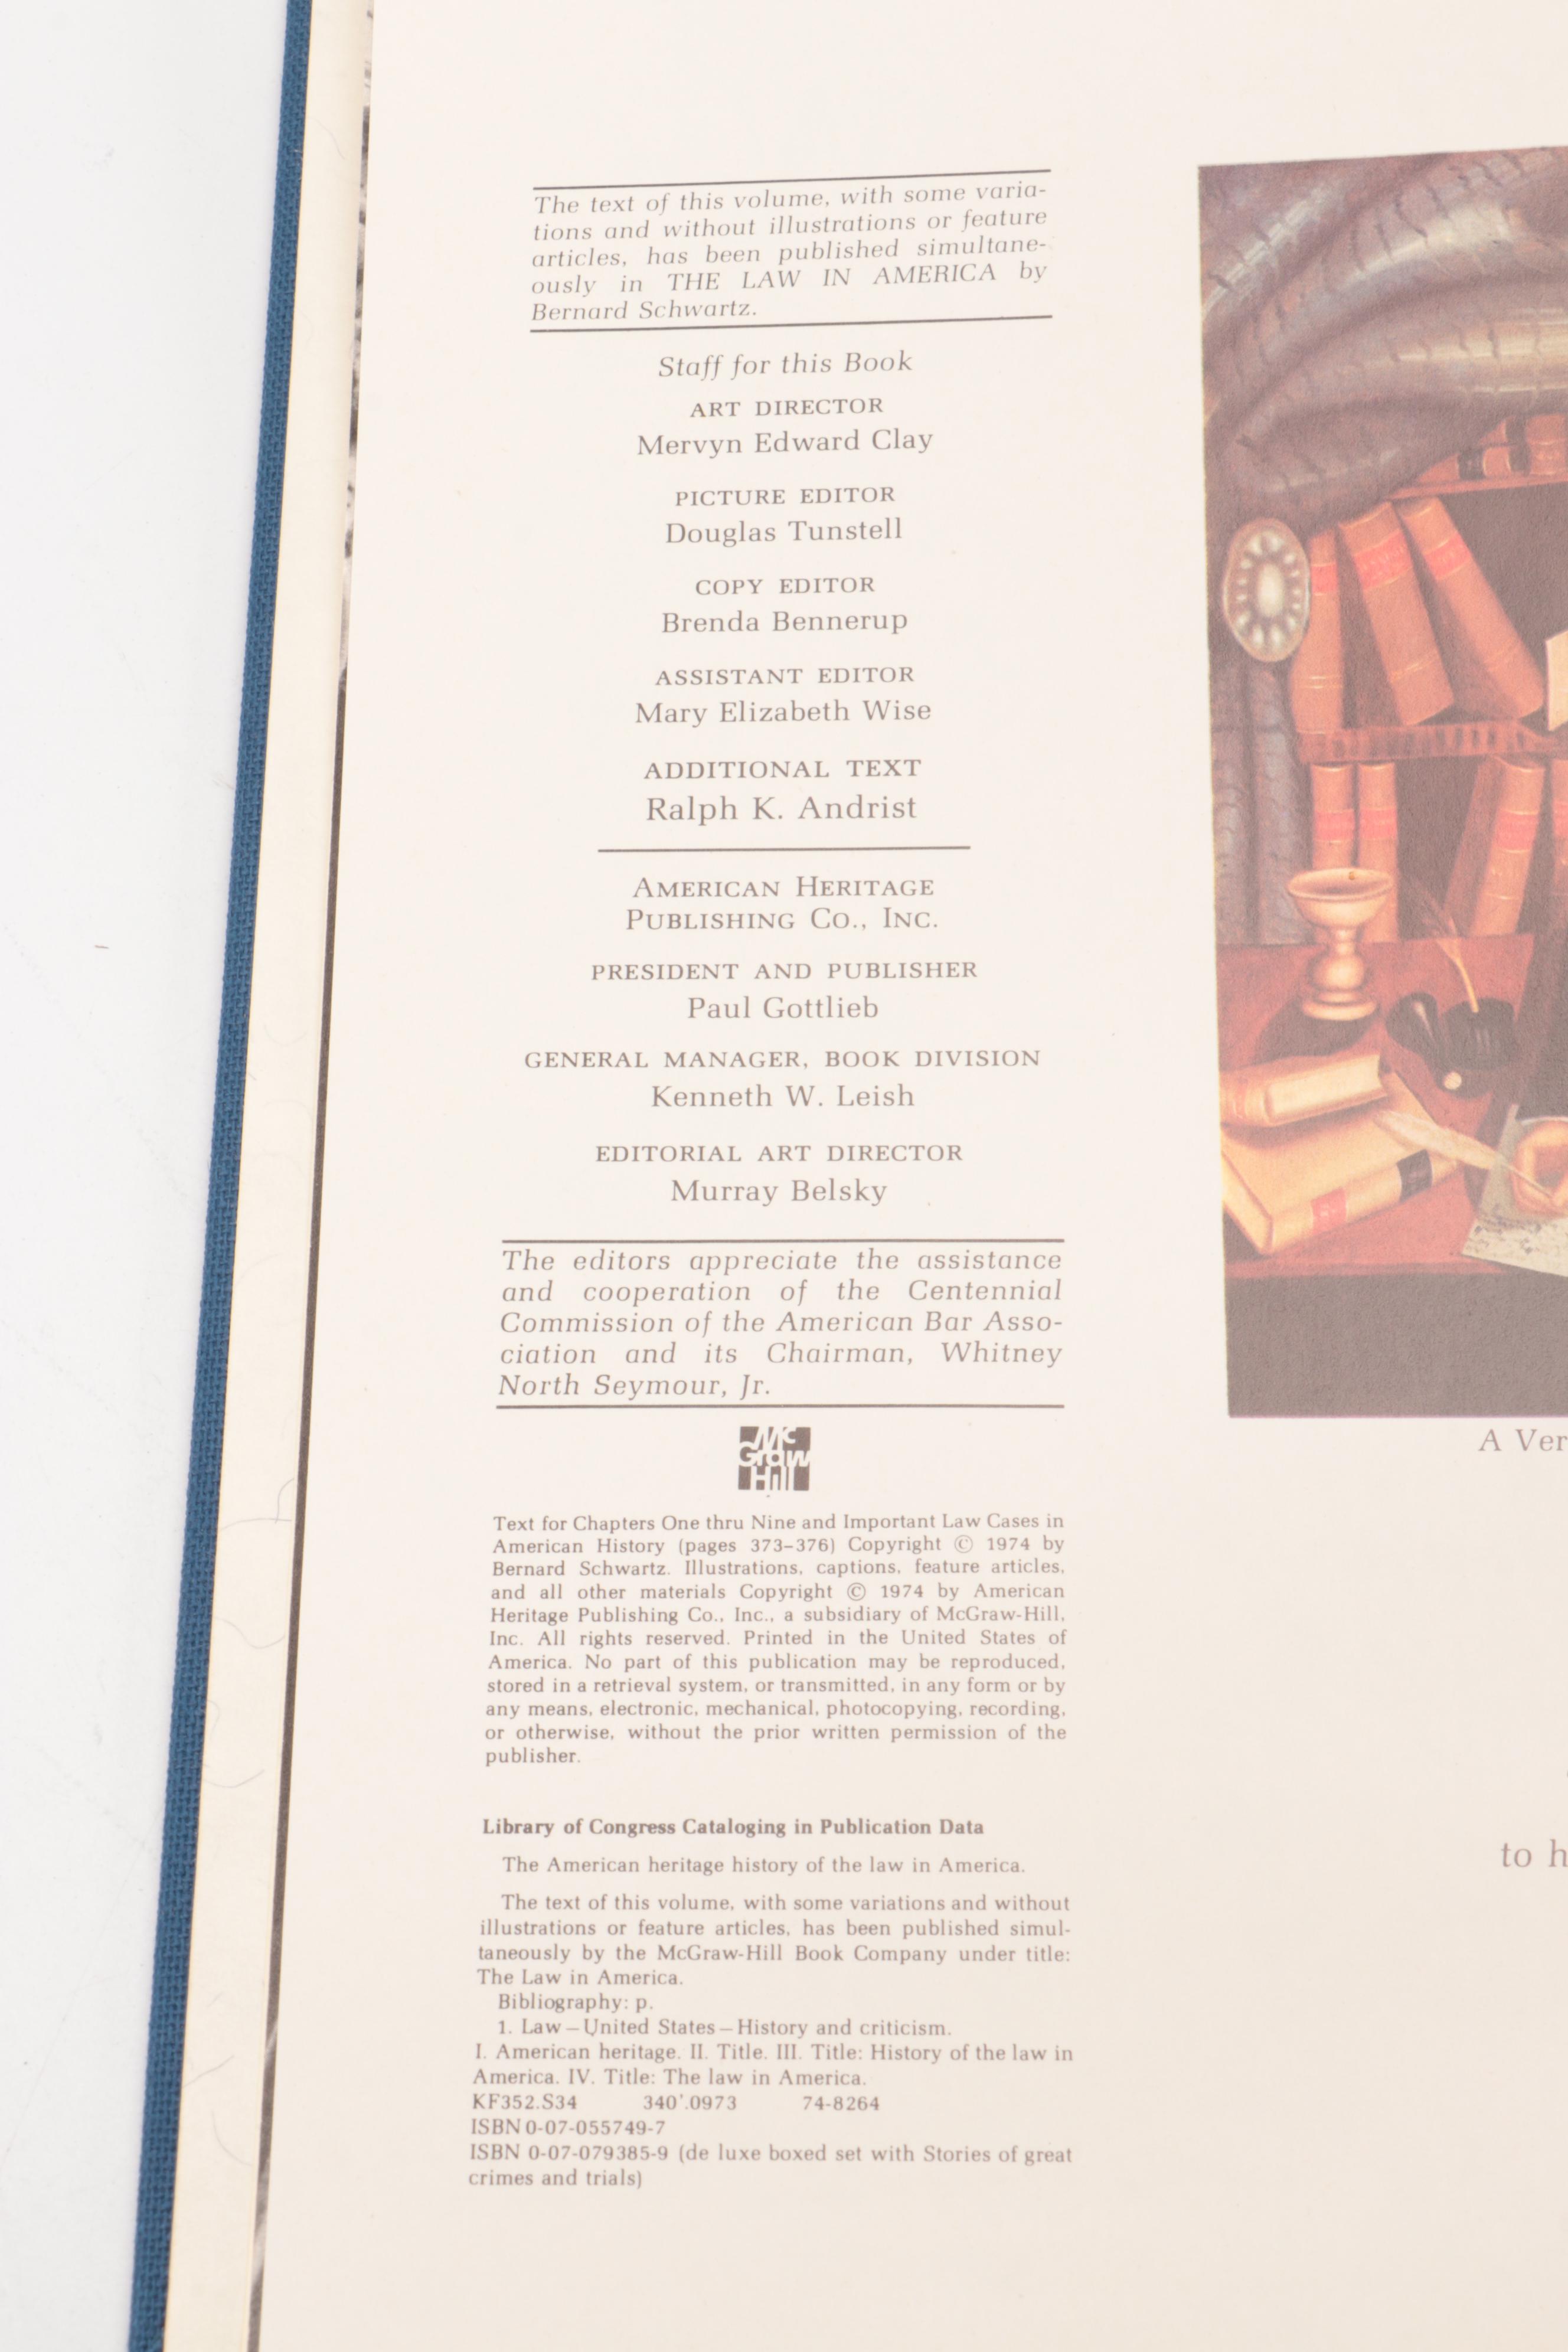 The text of this volume, with some varia-
tions and without illustrations or feature
articles, has been published simultane-
ously in THE LAW IN AMERICA by
Bernard Schwartz.
Staff for this Book
ART DIRECTOR
Mervyn Edward Clay
PICTURE EDITOR
Douglas Tunstell
COPY EDITOR
Brenda Bennerup
ASSISTANT EDITOR
Mary Elizabeth Wise
ADDITIONAL TEXT
Ralph K. Andrist
AMERICAN HERITAGE
PUBLISHING CO., INC.
PRESIDENT AND PUBLISHER
Paul Gottlieb
GENERAL MANAGER, BOOK DIVISION
Kenneth W. Leish
EDITORIAL ART DIRECTOR
Murray Belsky
The editors appreciate the assistance
and cooperation of the Centennial
Commission of the American Bar Asso-
ciation and its Chairman, Whitney
North Seymour, Jr.
Mc
Graw
Hill
Text for Chapters One thru Nine and Important Law Cases in
American History (pages 373–376) Copyright © 1974 by
Bernard Schwartz. Illustrations, captions, feature articles,
and all other materials Copyright © 1974 by American
Heritage Publishing Co., Inc., a subsidiary of McGraw-Hill,
Inc. All rights reserved. Printed in the United States of
America. No part of this publication may be reproduced,
stored in a retrieval system, or transmitted, in any form or by
any means, electronic, mechanical, photocopying, recording,
or otherwise, without the prior written permission of the
publisher.
Library of Congress Cataloging in Publication Data
The American heritage history of the law in America.
The text of this volume, with some variations and without
illustrations or feature articles, has been published simul-
taneously by the McGraw-Hill Book Company under title:
The Law in America.
Bibliography: p.
1. Law—United States—History and criticism.
I. American heritage. II. Title. III. Title: History of the law in
America. IV. Title: The law in America.
KF352.S34 340'.0973 74-8264
ISBN 0-07-055749-7
ISBN 0-07-079385-9 (de luxe boxed set with Stories of great
crimes and trials)
A Ver
to h